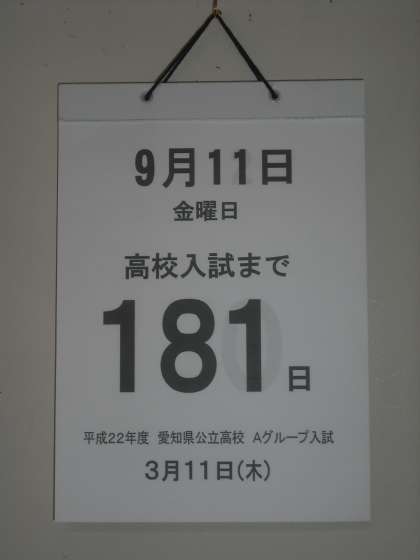 9月11日
金曜日
高校入試まで
181日
平成22年度 愛知県公立高校 Aグループ入試
3月11日(木)